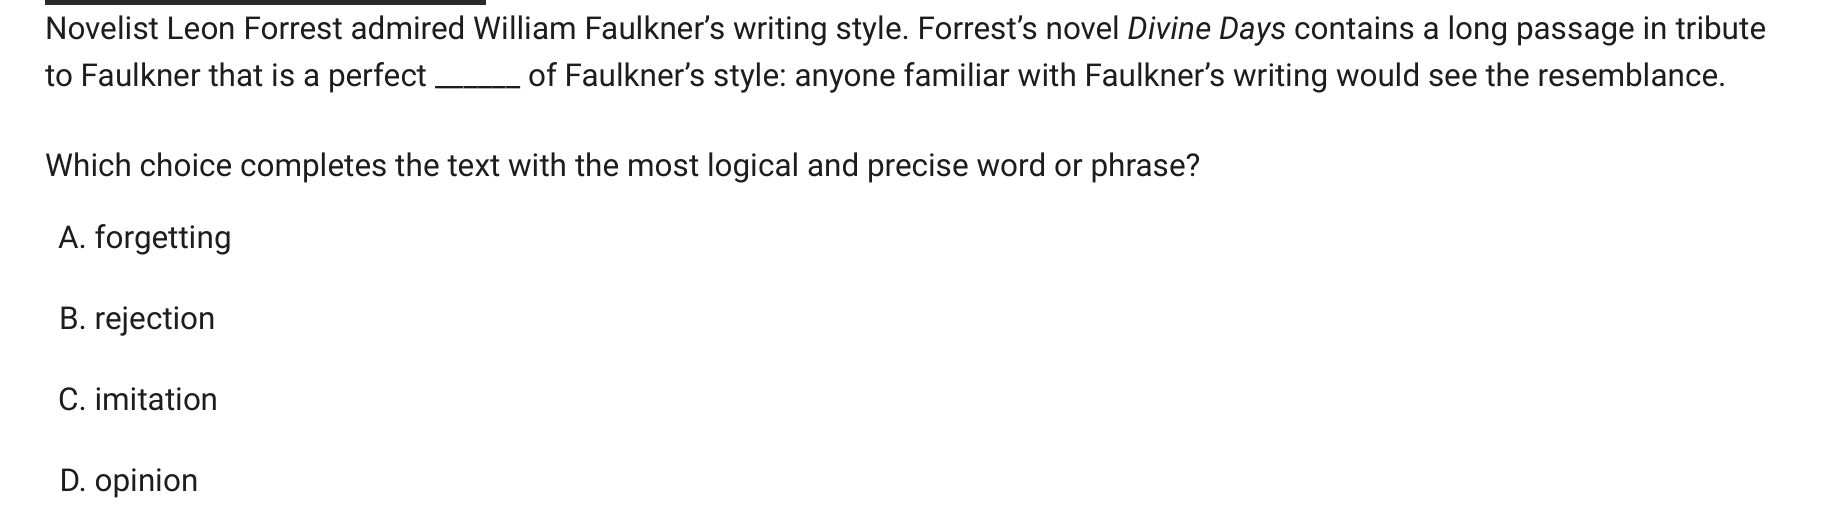 Novelist Leon Forrest admired William Faulkner’s writing style. Forrest’s novel Divine Days contains a long passage in tribute
to Faulkner that is a perfect ______ of Faulkner’s style: anyone familiar with Faulkner’s writing would see the resemblance.
Which choice completes the text with the most logical and precise word or phrase?
A. forgetting
B. rejection
C. imitation
D. opinion